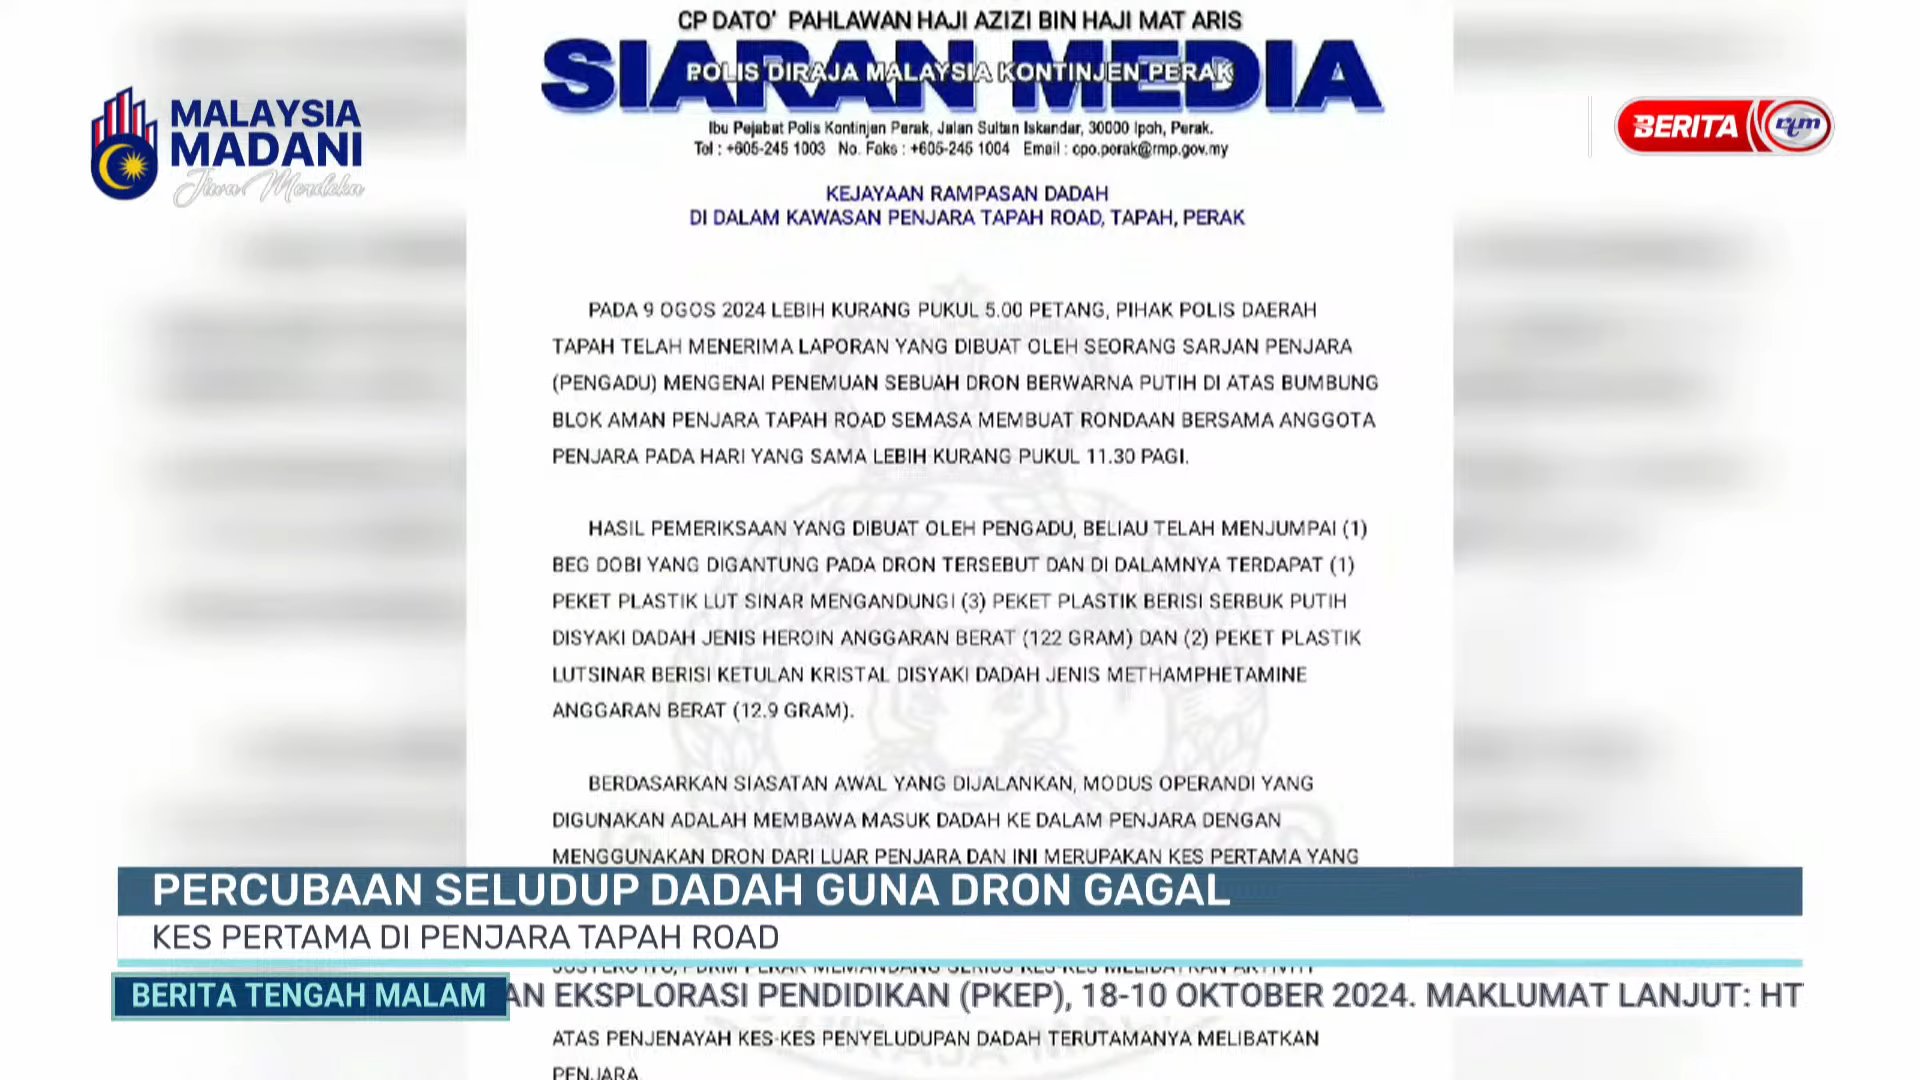 CP DATO' PAHLAWAN HAJI AZIZI BIN HAJI MAT ARIS
SIARAN MEDIA
POLIS DIRAJA MALAYSIA KONTINJEN PERAK
Ibu Pejabat Polis Kontinjen Perak, Jalan Sultan Iskandar, 30000 Ipoh, Perak.
Tel : +605-245 1003 No. Faks : +605-245 1004 Email : cpo.perak@rmp.gov.my
MALAYSIA
MADANI
Jiwa Merdeka
BERITA rtm
KEJAYAAN RAMPASAN DADAH
DI DALAM KAWASAN PENJARA TAPAH ROAD, TAPAH, PERAK
PADA 9 OGOS 2024 LEBIH KURANG PUKUL 5.00 PETANG, PIHAK POLIS DAERAH
TAPAH TELAH MENERIMA LAPORAN YANG DIBUAT OLEH SEORANG SARJAN PENJARA
(PENGADU) MENGENAI PENEMUAN SEBUAH DRON BERWARNA PUTIH DI ATAS BUMBUNG
BLOK AMAN PENJARA TAPAH ROAD SEMASA MEMBUAT RONDAAN BERSAMA ANGGOTA
PENJARA PADA HARI YANG SAMA LEBIH KURANG PUKUL 11.30 PAGI.
HASIL PEMERIKSAAN YANG DIBUAT OLEH PENGADU, BELIAU TELAH MENJUMPAI (1)
BEG DOBI YANG DIGANTUNG PADA DRON TERSEBUT DAN DI DALAMNYA TERDAPAT (1)
PEKET PLASTIK LUT SINAR MENGANDUNGI (3) PEKET PLASTIK BERISI SERBUK PUTIH
DISYAKI DADAH JENIS HEROIN ANGGARAN BERAT (122 GRAM) DAN (2) PEKET PLASTIK
LUTSINAR BERISI KETULAN KRISTAL DISYAKI DADAH JENIS METHAMPHETAMINE
ANGGARAN BERAT (12.9 GRAM).
BERDASARKAN SIASATAN AWAL YANG DIJALANKAN, MODUS OPERANDI YANG
DIGUNAKAN ADALAH MEMBAWA MASUK DADAH KE DALAM PENJARA DENGAN
MENGGUNAKAN DRON DARI LUAR PENJARA DAN INI MERUPAKAN KES PERTAMA YANG
PERCUBAAN SELUDUP DADAH GUNA DRON GAGAL
KES PERTAMA DI PENJARA TAPAH ROAD
BERITA TENGAH MALAM
AN EKSPLORASI PENDIDIKAN (PKEP), 18-10 OKTOBER 2024. MAKLUMAT LANJUT: HT
ATAS PENJENAYAH KES-KES PENYELUDUPAN DADAH TERUTAMANYA MELIBATKAN
PENJARA.